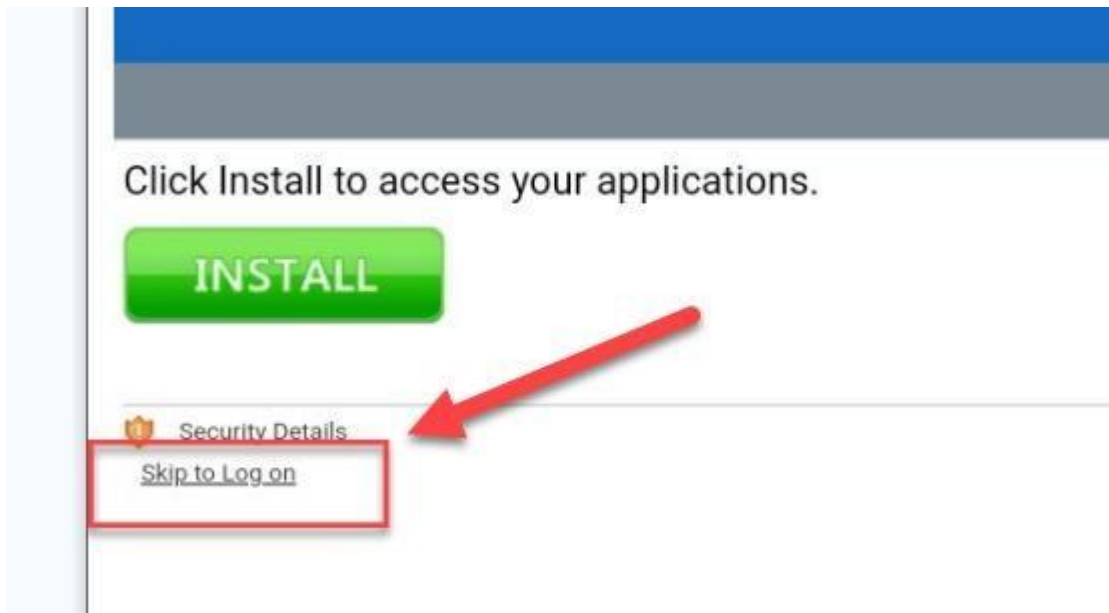 Click Install to access your applications.
INSTALL
Security Details
Skip to Log on